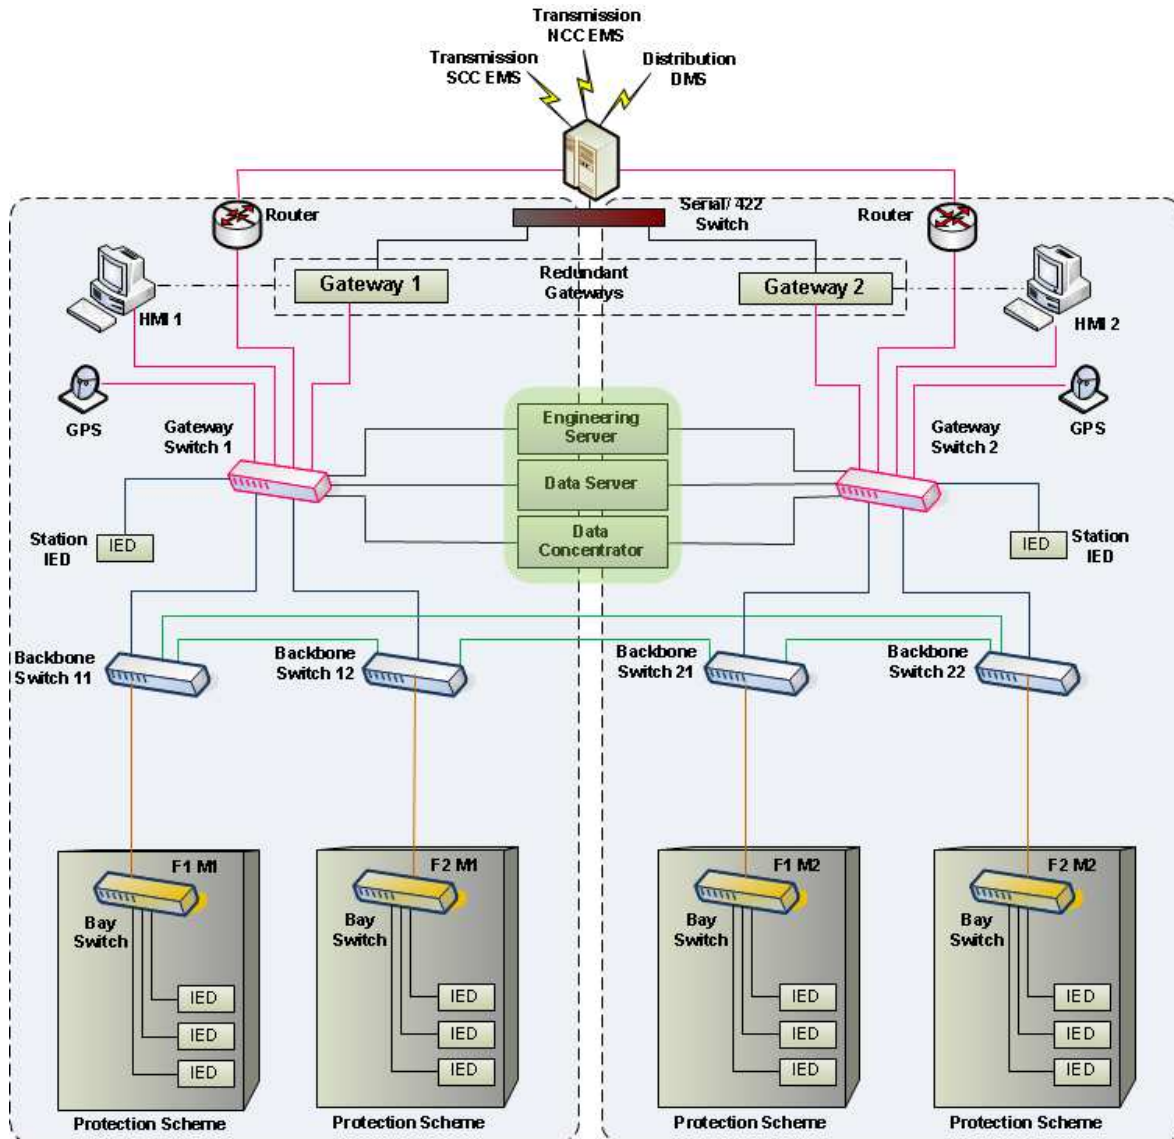 Transmission
NCC EMS
Transmission
SCC EMS
Distribution
DMS
Router
Serial/ 422
Switch
Router
Gateway 1
Redundant
Gateways
Gateway 2
HMI 1
HMI 2
GPS
GPS
Gateway
Switch 1
Engineering
Server
Gateway
Switch 2
Data Server
Station
IED
IED
Data
Concentrator
IED
Station
IED
Backbone
Switch 11
Backbone
Switch 12
Backbone
Switch 21
Backbone
Switch 22
F1 M1
Bay
Switch
IED
IED
IED
Protection Scheme
F2 M1
Bay
Switch
IED
IED
IED
Protection Scheme
F1 M2
Bay
Switch
IED
IED
IED
Protection Scheme
F2 M2
Bay
Switch
IED
IED
IED
Protection Scheme